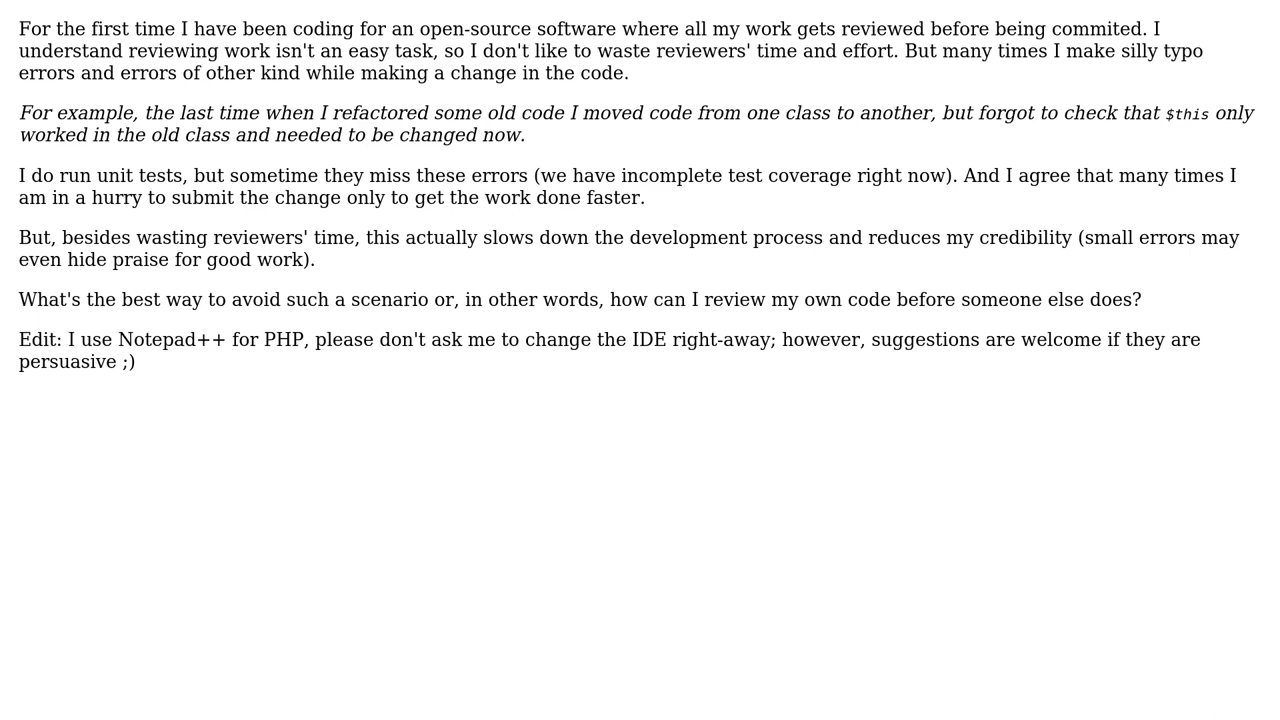 For the first time I have been coding for an open-source software where all my work gets reviewed before being commited. I
understand reviewing work isn't an easy task, so I don't like to waste reviewers' time and effort. But many times I make silly typo
errors and errors of other kind while making a change in the code.
For example, the last time when I refactored some old code I moved code from one class to another, but forgot to check that $this only
worked in the old class and needed to be changed now.
I do run unit tests, but sometime they miss these errors (we have incomplete test coverage right now). And I agree that many times I
am in a hurry to submit the change only to get the work done faster.
But, besides wasting reviewers' time, this actually slows down the development process and reduces my credibility (small errors may
even hide praise for good work).
What's the best way to avoid such a scenario or, in other words, how can I review my own code before someone else does?
Edit: I use Notepad++ for PHP, please don't ask me to change the IDE right-away; however, suggestions are welcome if they are
persuasive ;)